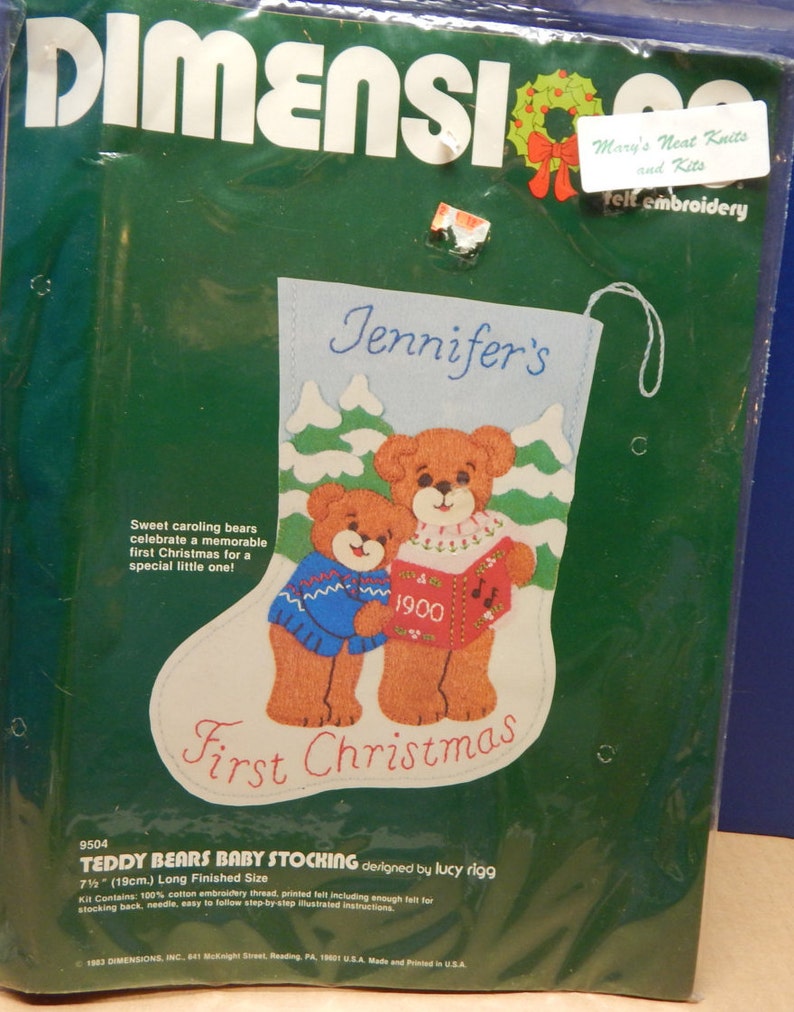 DIMENSI
Mary's Neat Knits
and Kits
felt embroidery
Jennifer's
Sweet caroling bears
celebrate a memorable
first Christmas for a
special little one!
1900
First Christmas
9504
TEDDY BEARS BABY STOCKING designed by lucy rigg
7½" (19cm.) Long Finished Size
Kit Contains: 100% cotton embroidery thread, printed felt including enough felt for
stocking back, needle, easy to follow step-by-step illustrated instructions.
© 1983 DIMENSIONS, INC., 641 McKnight Street, Reading, PA, 19601 U.S.A. Made and Printed in U.S.A.